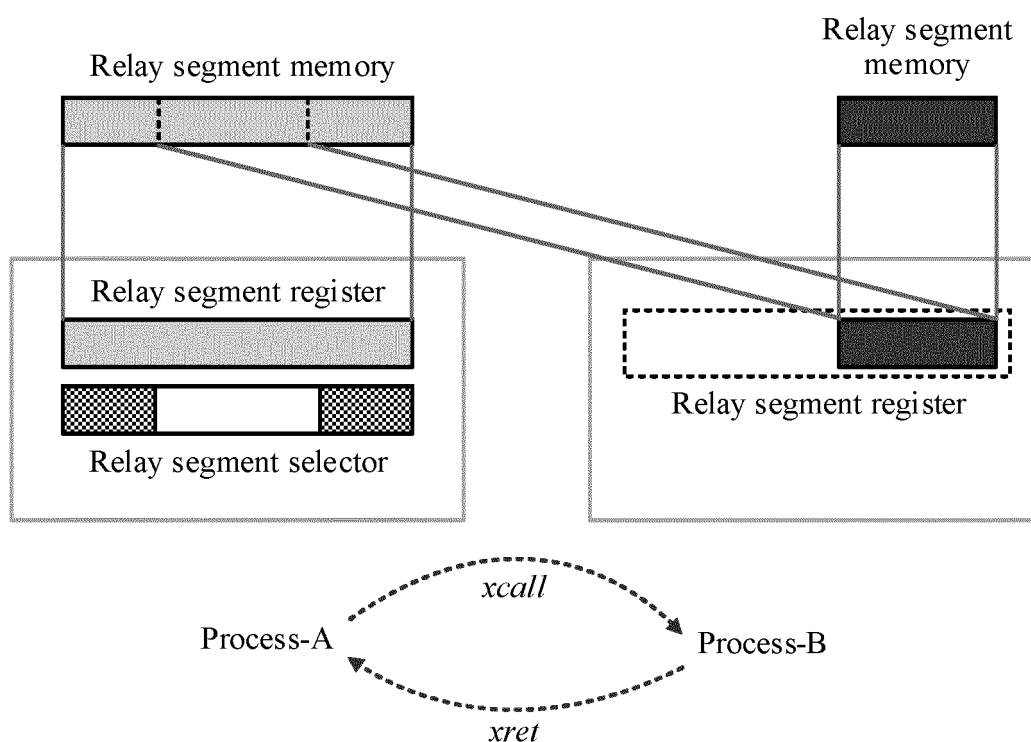 Relay segment memory
Relay segment
memory
Relay segment register
Relay segment selector
Relay segment register
xcall
Process-A
Process-B
xret